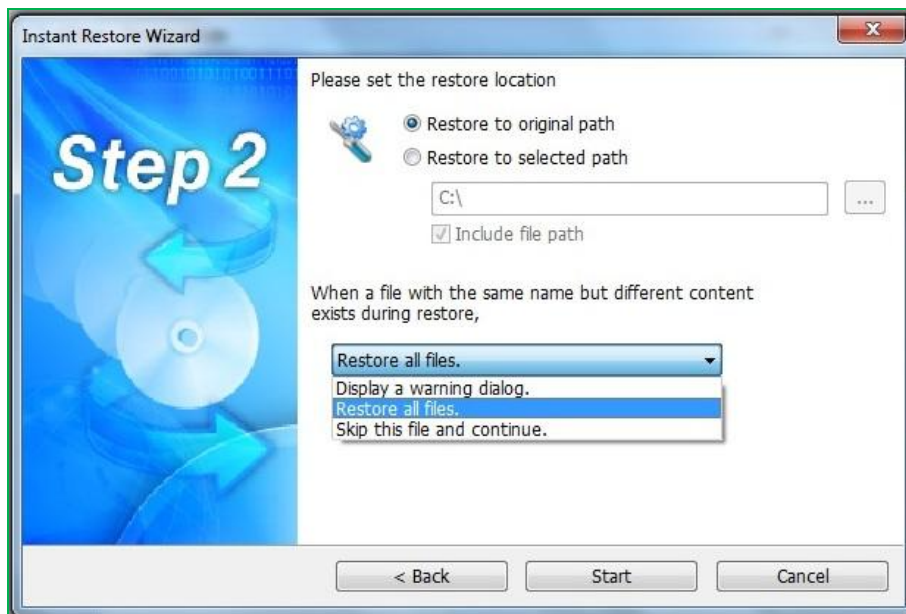 Instant Restore Wizard
Step 2
Please set the restore location
Restore to original path
Restore to selected path
C:\
...
Include file path
When a file with the same name but different content
exists during restore,
Restore all files.
Display a warning dialog.
Restore all files.
Skip this file and continue.
< Back
Start
Cancel